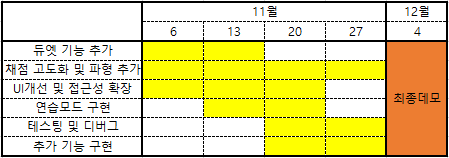 11월 12월
6 13 20 27 4
듀엣 기능 추가
채점 고도화 및 파형 추가
UI개선 및 접근성 확장
연습모드 구현
최종데모
테스팅 및 디버그
추가 기능 구현